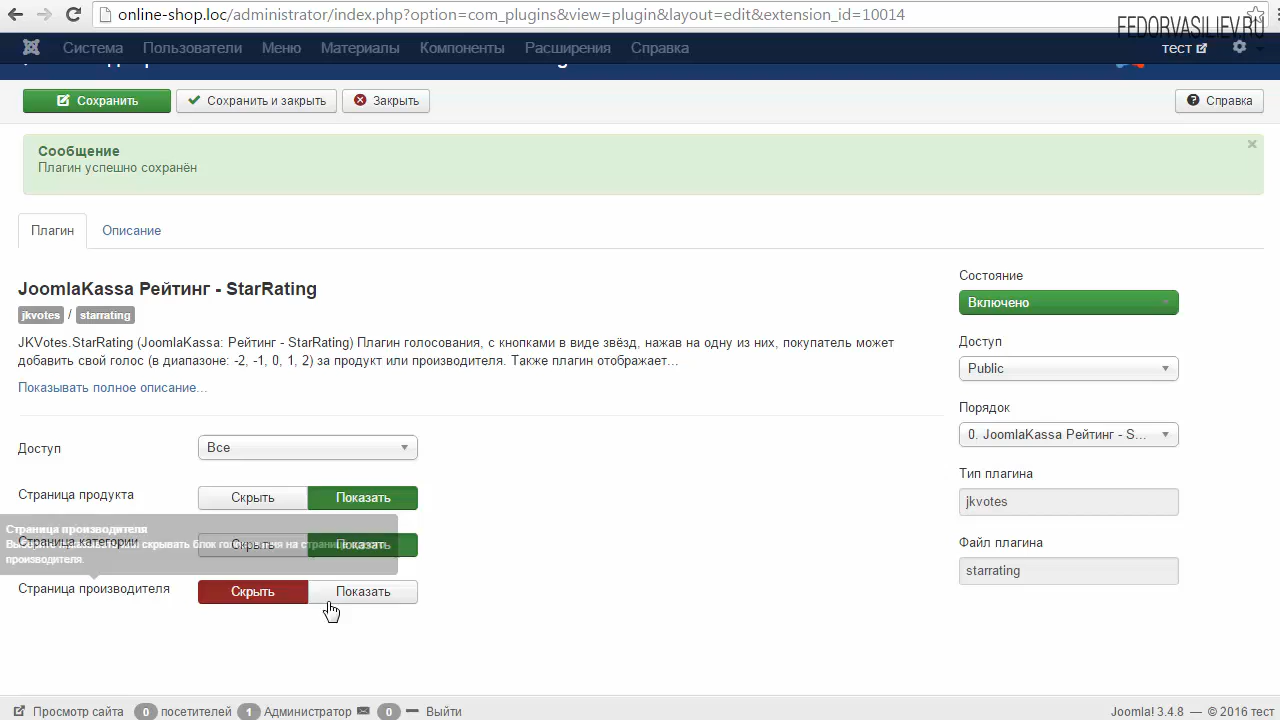 online-shop.loc/administrator/index.php?option=com_plugins&view=plugin&layout=edit&extension_id=10014
FEDORVASILIEV.RU
Система Пользователи Меню Материалы Компоненты Расширения Справка тест
Сохранить Сохранить и закрыть Закрыть Справка
Сообщение
Плагин успешно сохранён
Плагин Описание
JoomlaKassa Рейтинг - StarRating
jkvotes / starrating
JKVotes.StarRating (JoomlaKassa: Рейтинг - StarRating) Плагин голосования, с кнопками в виде звёзд, нажав на одну из них, покупатель может
добавить свой голос (в диапазоне: -2, -1, 0, 1, 2) за продукт или производителя. Также плагин отображает...
Показывать полное описание...
Доступ Все
Страница продукта Скрыть Показать
Страница производителя
Страница категории Скрыть Показать
скрывать блок
производителя.
Страница производителя Скрыть Показать
Состояние
Включено
Доступ
Public
Порядок
0. JoomlaKassa Рейтинг - S...
Тип плагина
jkvotes
Файл плагина
starrating
Просмотр сайта 0 посетителей 1 Администратор 0 Выйти
Joomla! 3.4.8 — © 2016 тест